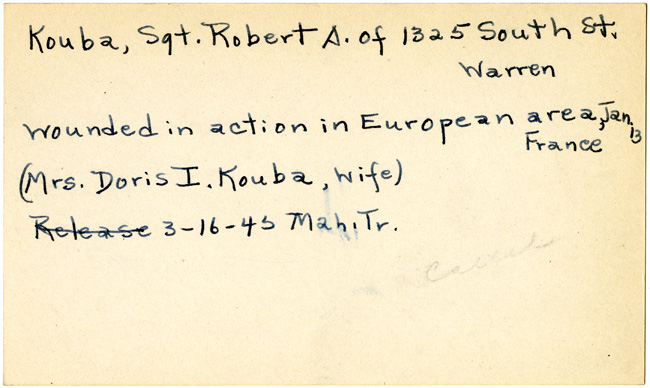 Kouba, Sgt. Robert A. of 1325 South St.
Warren
wounded in action in European area, Jan. 13
France
(Mrs. Doris I. Kouba, wife)
Release 3-16-45 Mah. Tr.